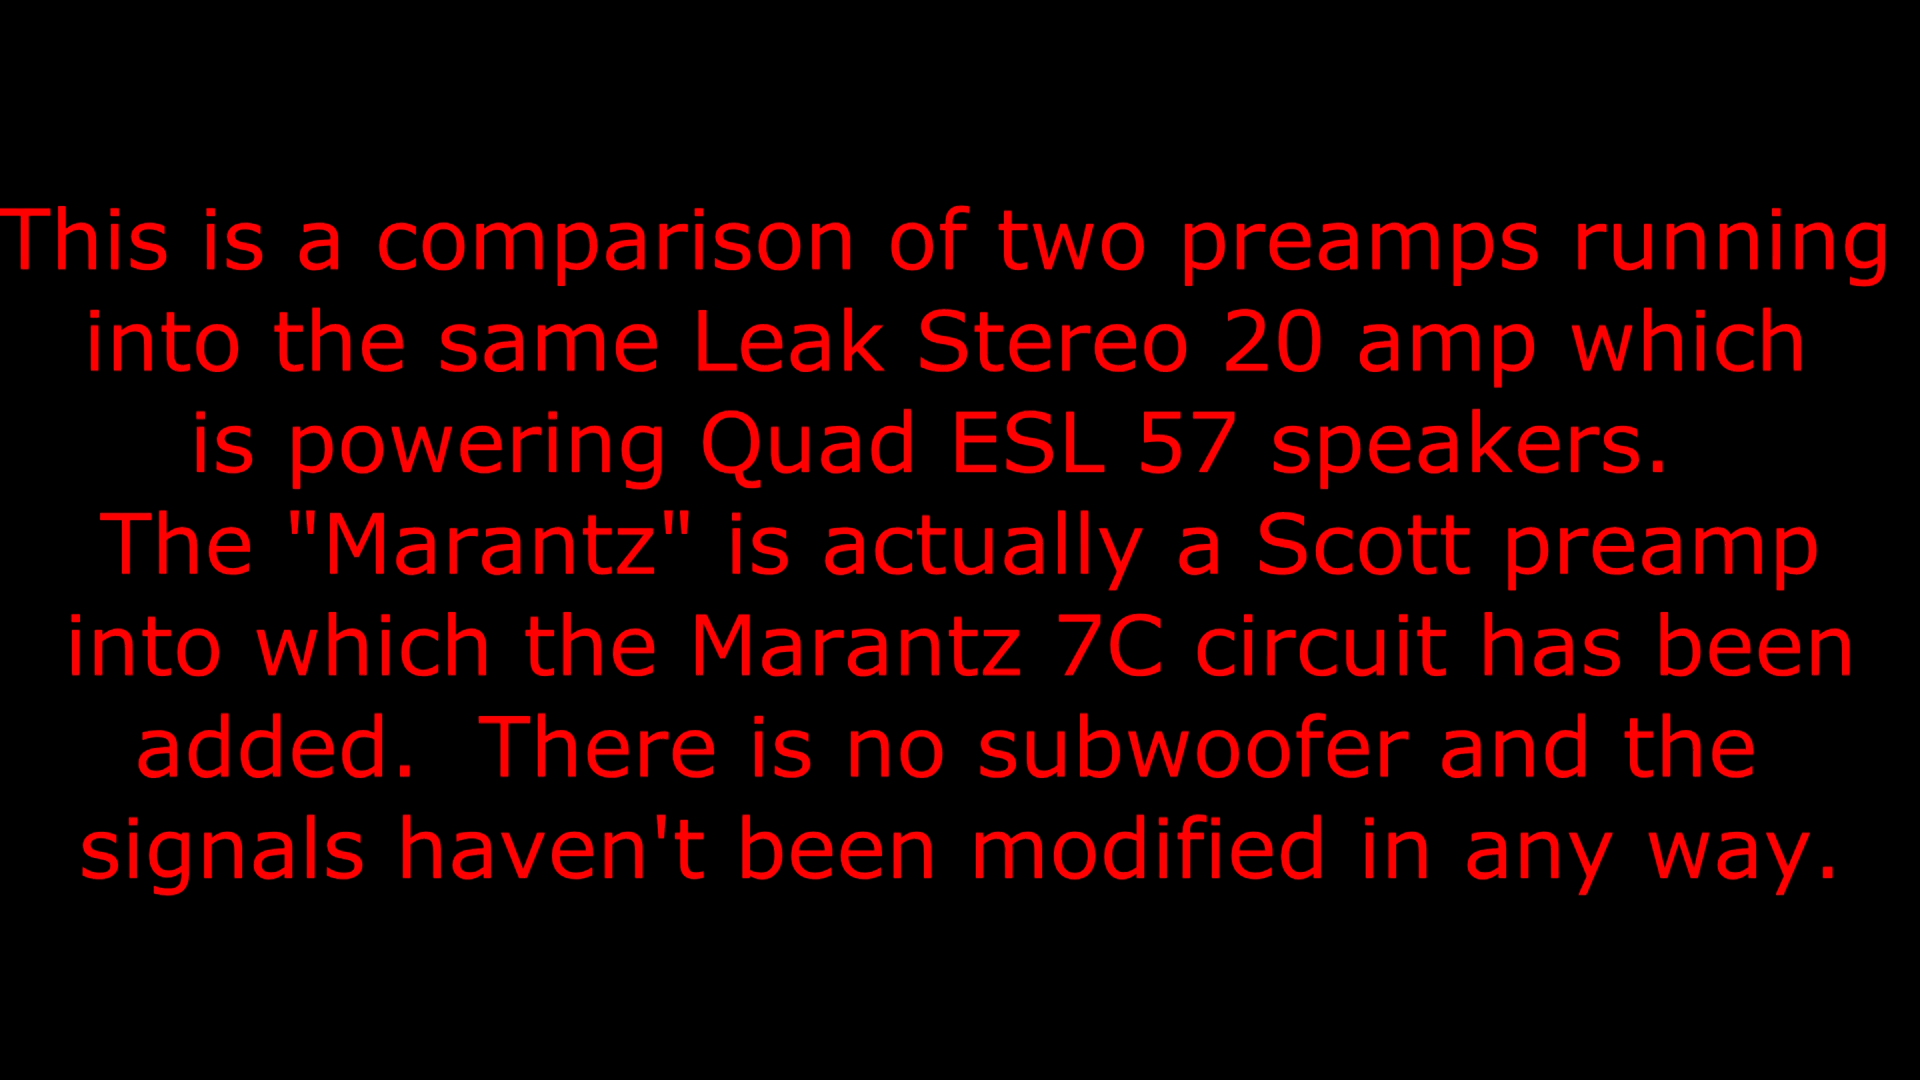 This is a comparison of two preamps running
into the same Leak Stereo 20 amp which
is powering Quad ESL 57 speakers.
The "Marantz" is actually a Scott preamp
into which the Marantz 7C circuit has been
added.  There is no subwoofer and the
signals haven't been modified in any way.